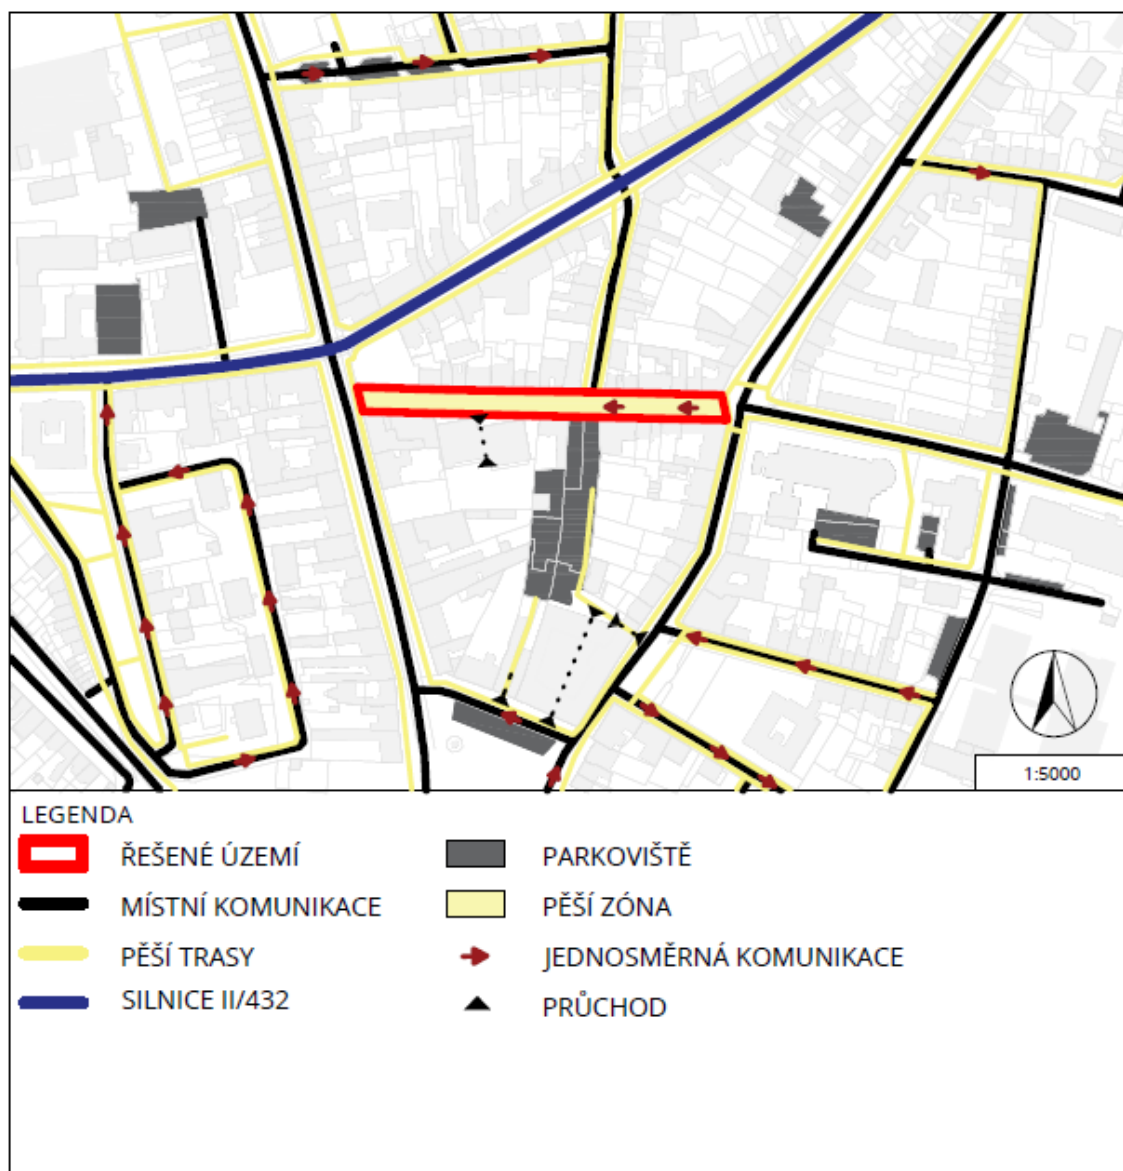 1:5000
LEGENDA
ŘEŠENÉ ÚZEMÍ
MÍSTNÍ KOMUNIKACE
PĚŠÍ TRASY
SILNICE II/432
PARKOVIŠTĚ
PĚŠÍ ZÓNA
JEDNOSMĚRNÁ KOMUNIKACE
PRŮCHOD